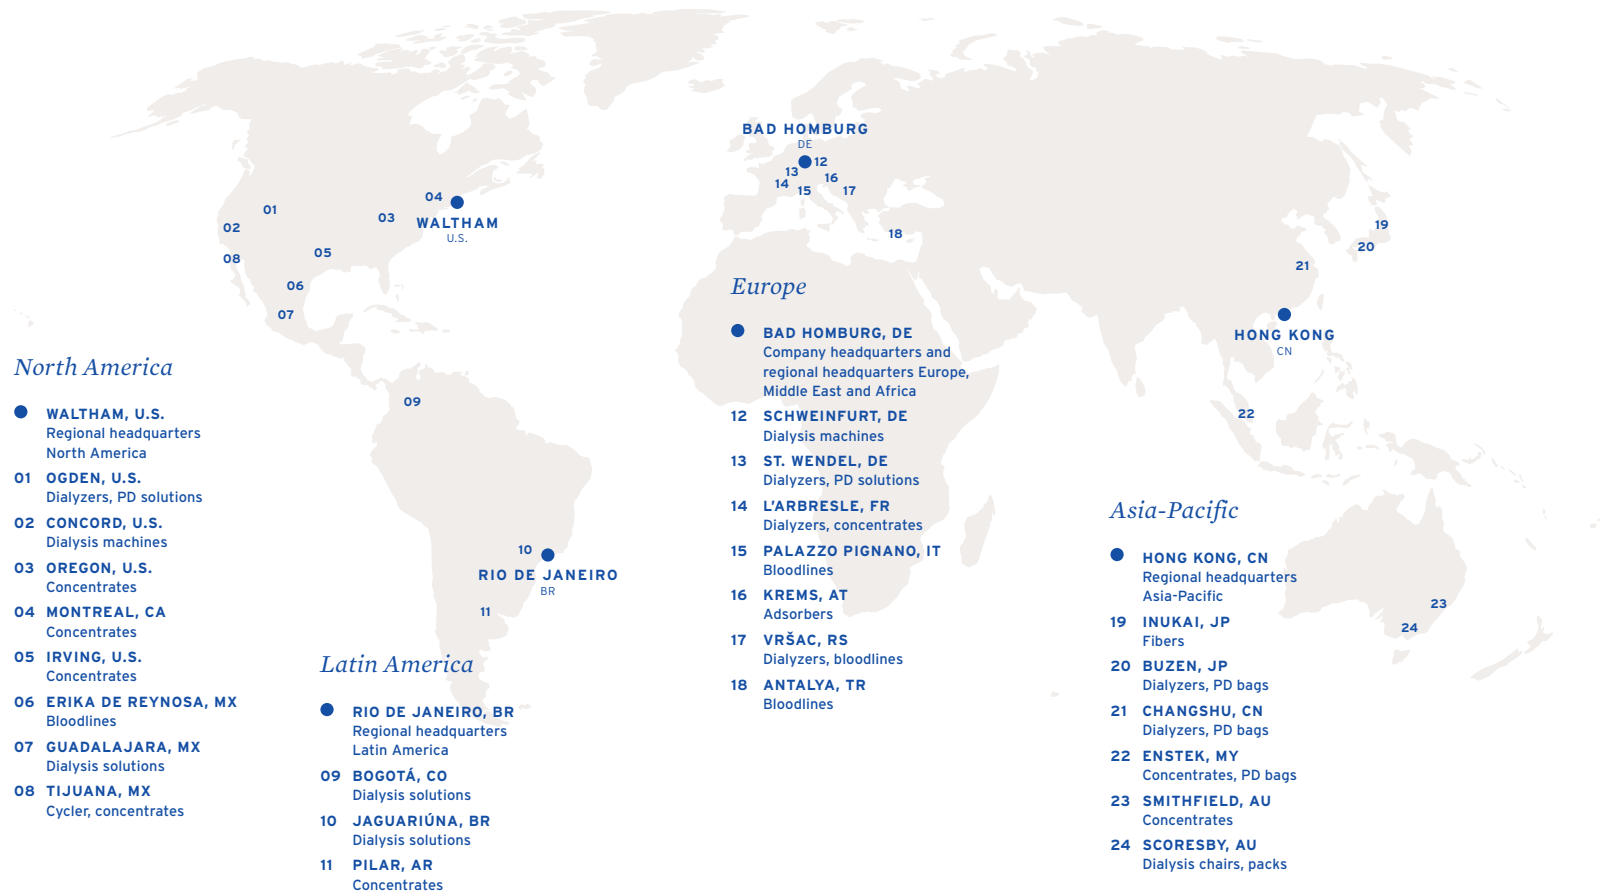 BAD HOMBURG
DE
12
13
14
15
16
17
18
01
02
03
04
WALTHAM
U.S.
05
06
07
08
09
10
RIO DE JANEIRO
BR
11
19
20
21
HONG KONG
CN
22
23
24
North America
WALTHAM, U.S.
Regional headquarters
North America
01 OGDEN, U.S.
Dialyzers, PD solutions
02 CONCORD, U.S.
Dialysis machines
03 OREGON, U.S.
Concentrates
04 MONTREAL, CA
Concentrates
05 IRVING, U.S.
Concentrates
06 ERIKA DE REYNOSA, MX
Bloodlines
07 GUADALAJARA, MX
Dialysis solutions
08 TIJUANA, MX
Cycler, concentrates
Latin America
RIO DE JANEIRO, BR
Regional headquarters
Latin America
09 BOGOTÁ, CO
Dialysis solutions
10 JAGUARIÚNA, BR
Dialysis solutions
11 PILAR, AR
Concentrates
Europe
BAD HOMBURG, DE
Company headquarters and
regional headquarters Europe,
Middle East and Africa
12 SCHWEINFURT, DE
Dialysis machines
13 ST. WENDEL, DE
Dialyzers, PD solutions
14 L’ARBRESLE, FR
Dialyzers, concentrates
15 PALAZZO PIGNANO, IT
Bloodlines
16 KREMS, AT
Adsorbers
17 VRŠAC, RS
Dialyzers, bloodlines
18 ANTALYA, TR
Bloodlines
Asia-Pacific
HONG KONG, CN
Regional headquarters
Asia-Pacific
19 INUKAI, JP
Fibers
20 BUZEN, JP
Dialyzers, PD bags
21 CHANGSHU, CN
Dialyzers, PD bags
22 ENSTEK, MY
Concentrates, PD bags
23 SMITHFIELD, AU
Concentrates
24 SCORESBY, AU
Dialysis chairs, packs